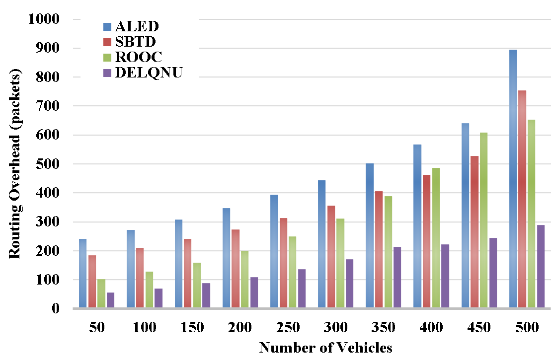 Routing Overhead (packets)
1000
900
800
700
600
500
400
300
200
100
0
ALED
SBTD
ROOC
DELQNU
50 100 150 200 250 300 350 400 450 500
Number of Vehicles